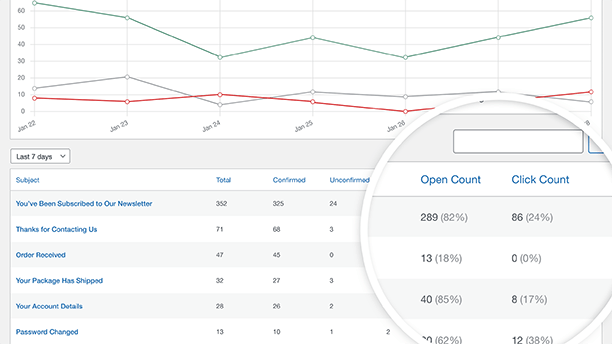 60
50
40
30
20
10
0
Jan 22
Jan 23
Jan 24
Jan 25
Jan 26
Last 7 days
Subject Total Confirmed Unconfirmed Open Count Click Count
You've Been Subscribed to Our Newsletter 352 325 24 289 (82%) 86 (24%)
Thanks for Contacting Us 71 68 3 13 (18%) 0 (0%)
Order Received 47 45 0 40 (85%) 8 (17%)
Your Package Has Shipped 32 27 3 (62%) 12 (38%)
Your Account Details 28 26 2
Password Changed 13 10 1 2